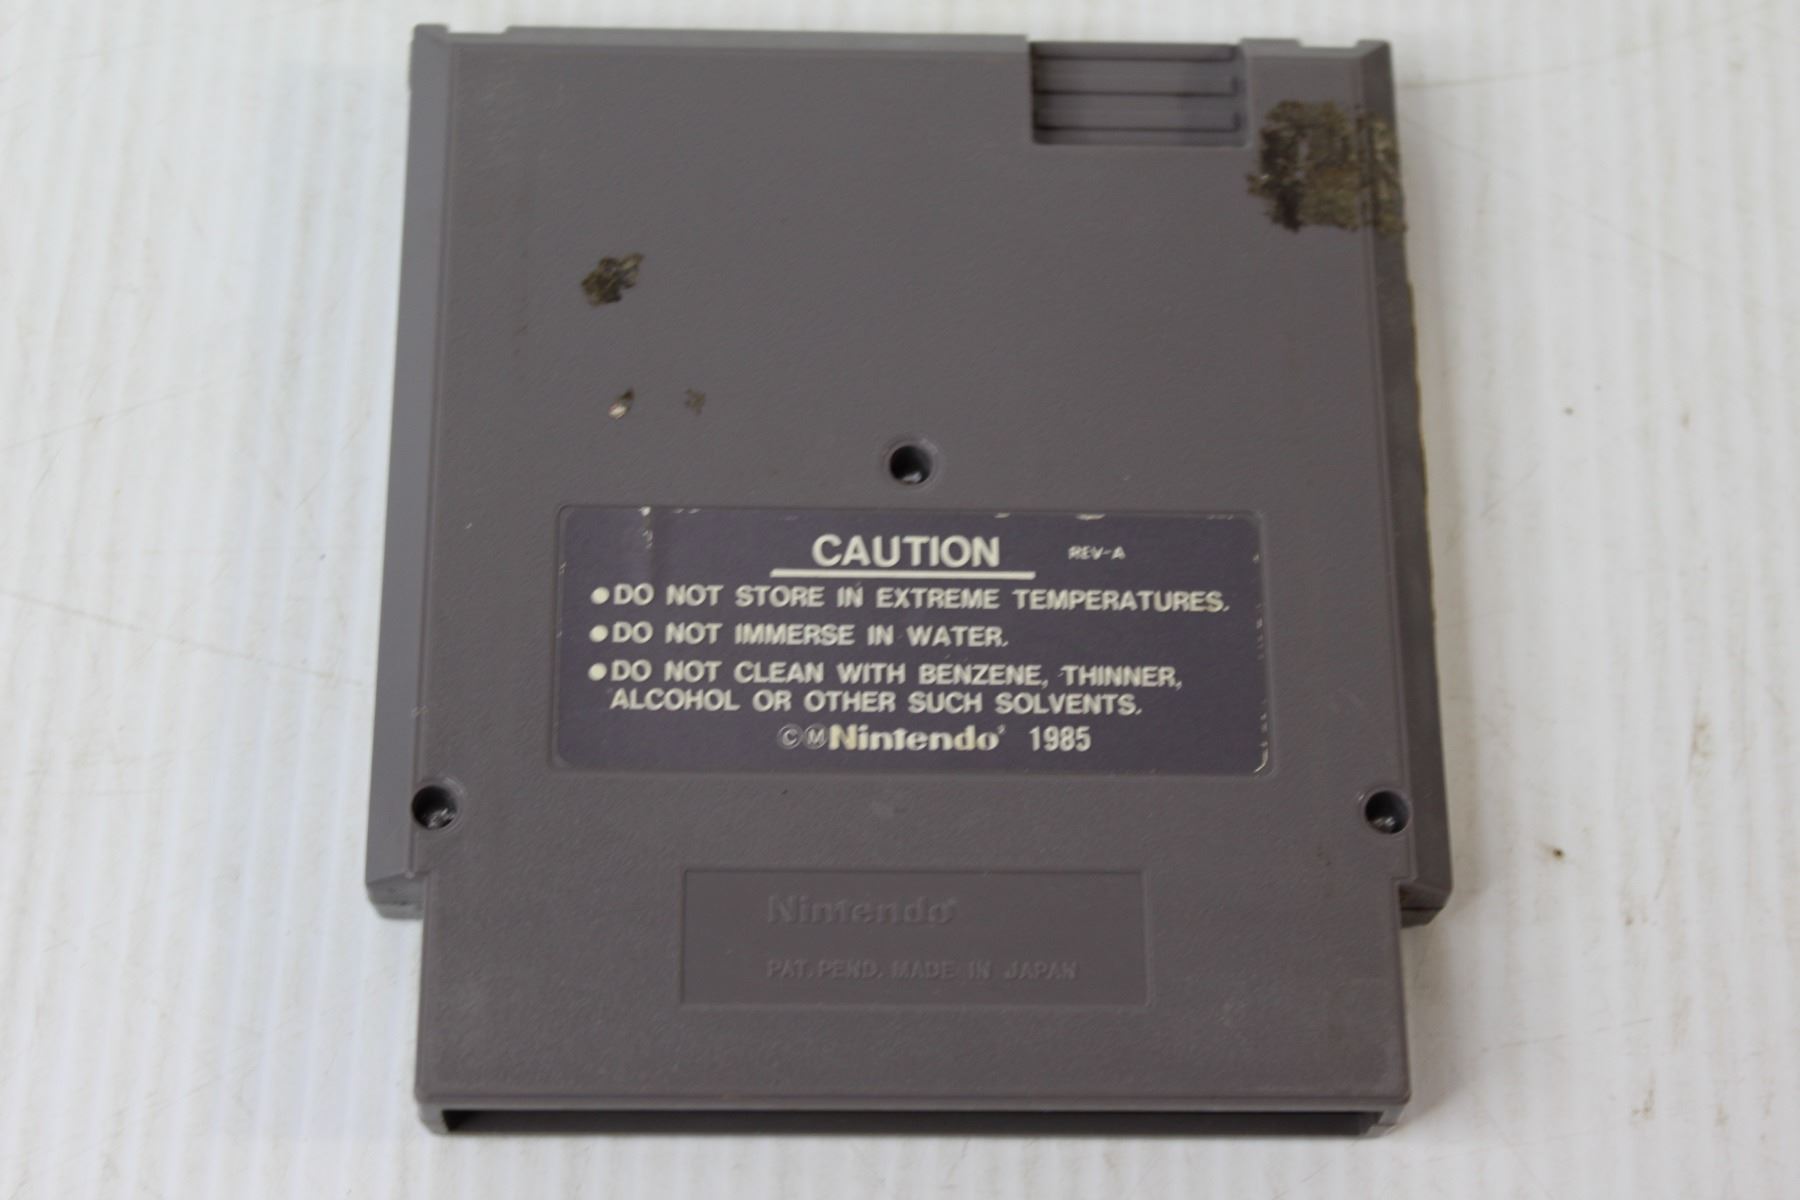 CAUTION REV-A
●DO NOT STORE IN EXTREME TEMPERATURES.
●DO NOT IMMERSE IN WATER.
●DO NOT CLEAN WITH BENZENE, THINNER,
ALCOHOL OR OTHER SUCH SOLVENTS.
©ⓂNintendo® 1985
Nintendo®
PAT. PEND. MADE IN JAPAN